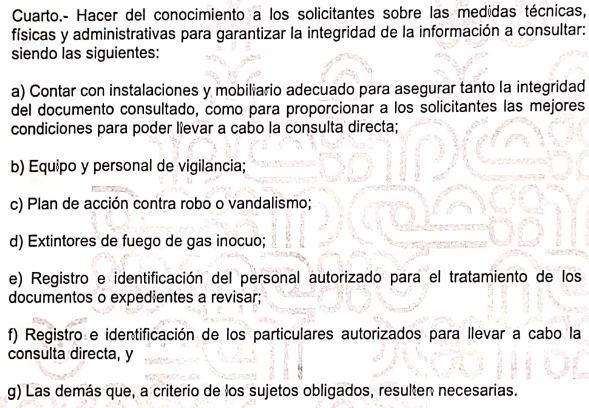 Cuarto.- Hacer del conocimiento a los solicitantes sobre las medidas técnicas,
físicas y administrativas para garantizar la integridad de la información a consultar:
siendo las siguientes:
a) Contar con instalaciones y mobiliario adecuado para asegurar tanto la integridad
del documento consultado, como para proporcionar a los solicitantes las mejores
condiciones para poder llevar a cabo la consulta directa;
b) Equipo y personal de vigilancia;
c) Plan de acción contra robo o vandalismo;
d) Extintores de fuego de gas inocuo;
e) Registro e identificación del personal autorizado para el tratamiento de los
documentos o expedientes a revisar;
f) Registro e identificación de los particulares autorizados para llevar a cabo la
consulta directa, y
g) Las demás que, a criterio de los sujetos obligados, resulten necesarias.